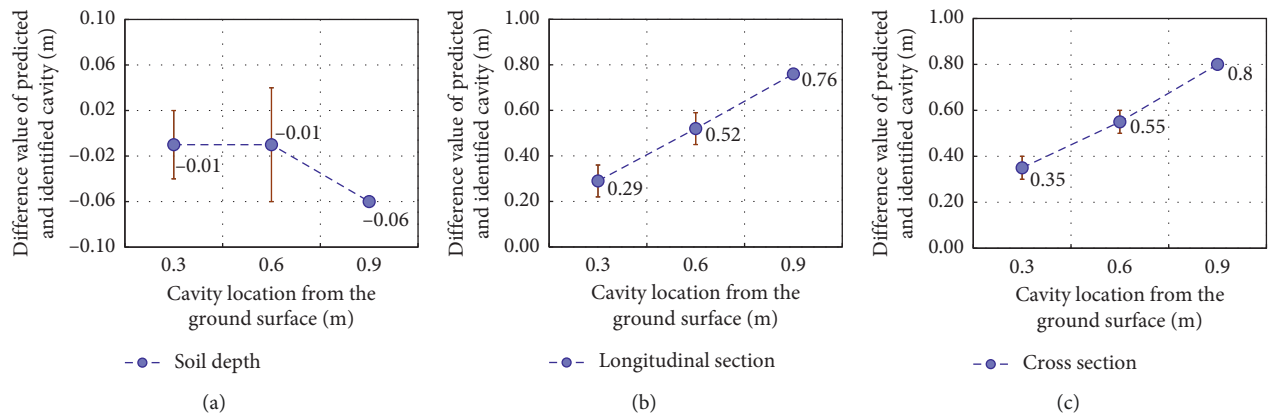 Difference value of predicted
and identified cavity (m)
0.10
0.06
0.02
–0.02
–0.06
–0.10
–0.01
–0.01
–0.06
0.3 0.6 0.9
Cavity location from the
ground surface (m)
Soil depth
(a)
Difference value of predicted
and identified cavity (m)
1.00
0.80
0.60
0.40
0.20
0.00
0.29
0.52
0.76
0.3 0.6 0.9
Cavity location from the
ground surface (m)
Longitudinal section
(b)
Difference value of predicted
and identified cavity (m)
1.00
0.80
0.60
0.40
0.20
0.00
0.35
0.55
0.8
0.3 0.6 0.9
Cavity location from the
ground surface (m)
Cross section
(c)